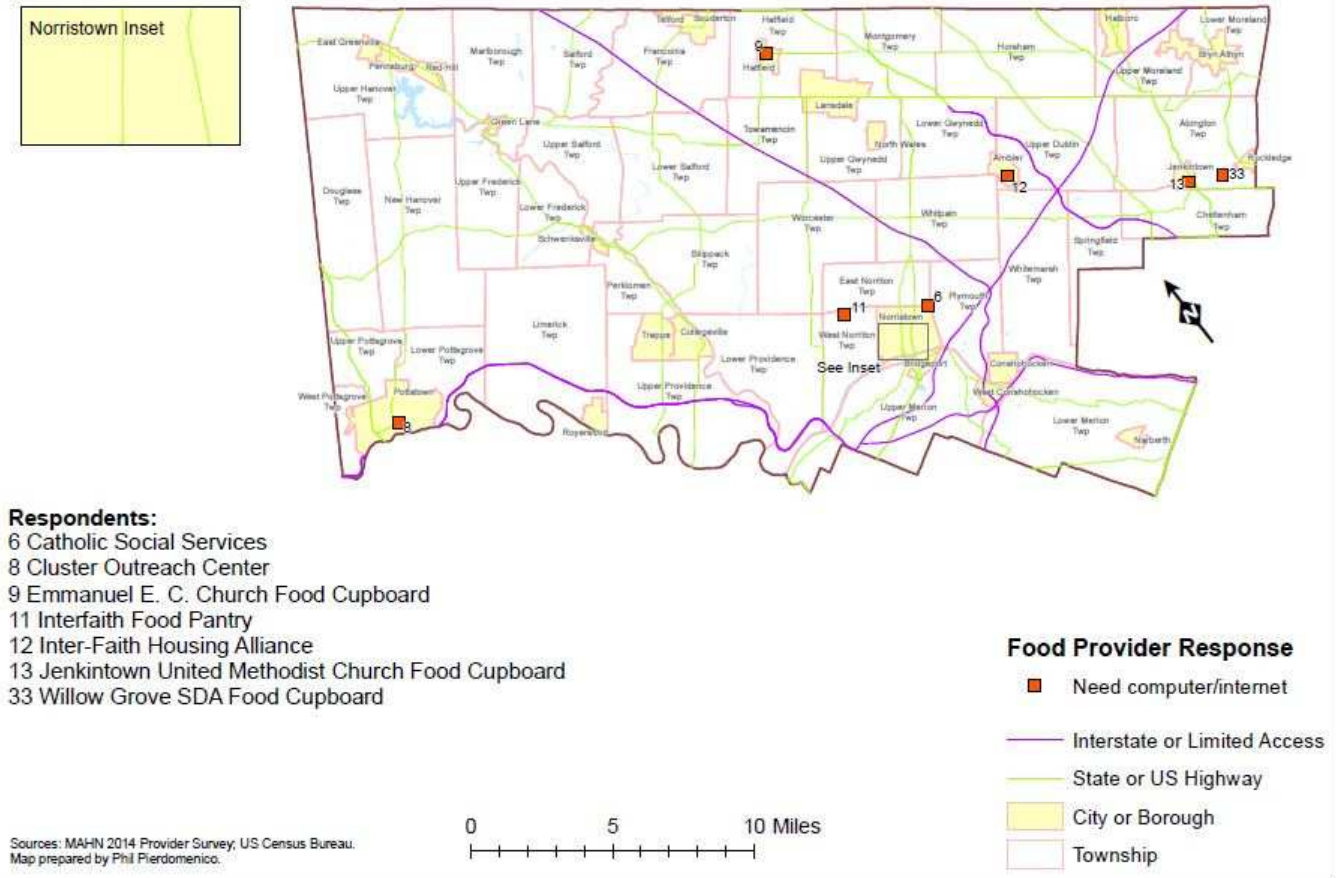 Norristown Inset
Telford
Souderton
Hatfield
Twp
Hatboro
Lower Moreland
Twp
East Greenville
Marlborough
Twp
Salford
Twp
Franconia
Twp
9
Hatfield
Montgomery
Twp
Horsham
Twp
Bryn Athyn
Pennsburg
Red Hill
Upper Moreland
Twp
Upper Hanover
Twp
Lansdale
Green Lane
Towamencin
Twp
Lower Gwynedd
Twp
Abington
Twp
Upper Salford
Twp
North Wales
Upper Dublin
Twp
Lower Salford
Twp
Upper Gwynedd
Twp
Ambler
Jenkintown
Rockledge
Douglass
Twp
Upper Frederick
Twp
12
13
33
New Hanover
Twp
Lower Frederick
Twp
Worcester
Twp
Whitpain
Twp
Cheltenham
Twp
Schwenksville
Springfield
Twp
Skippack
Twp
Whitemarsh
Twp
Perkiomen
Twp
East Norriton
Twp
6
Plymouth
Twp
N
11
Limerick
Twp
Trappe
Collegeville
West Norriton
Twp
Norristown
Upper Pottsgrove
Twp
Lower Pottsgrove
Twp
Lower Providence
Twp
See Inset
Bridgeport
Conshohocken
West Pottsgrove
Twp
Pottstown
Upper Providence
Twp
West Conshohocken
8
Royersford
Upper Merion
Twp
Lower Merion
Twp
Narberth
Respondents:
6 Catholic Social Services
8 Cluster Outreach Center
9 Emmanuel E. C. Church Food Cupboard
11 Interfaith Food Pantry
12 Inter-Faith Housing Alliance
13 Jenkintown United Methodist Church Food Cupboard
33 Willow Grove SDA Food Cupboard
Food Provider Response
Need computer/internet
Interstate or Limited Access
State or US Highway
City or Borough
Township
0 5 10 Miles
Sources: MAHN 2014 Provider Survey; US Census Bureau.
Map prepared by Phil Pierdomenico.